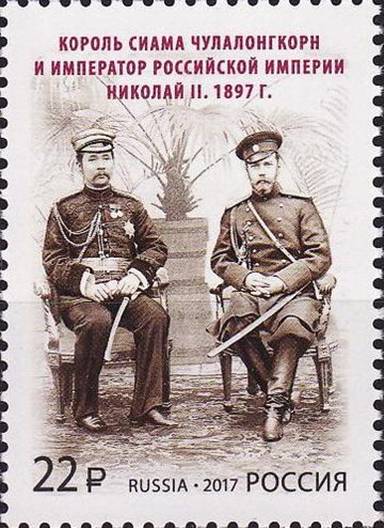 КОРОЛЬ СИАМА ЧУЛАЛОНГКОРН
И ИМПЕРАТОР РОССИЙСКОЙ ИМПЕРИИ
НИКОЛАЙ II. 1897 Г.
22₽ RUSSIA • 2017 РОССИЯ